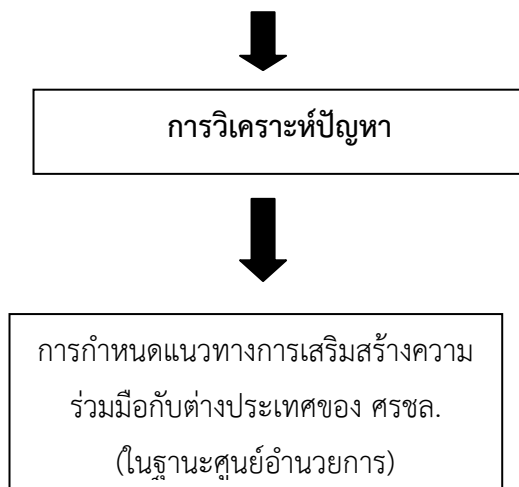 การวิเคราะห์ปัญหา
การกำหนดแนวทางการเสริมสร้างความ
ร่วมมือกับต่างประเทศของ ศรชล.
(ในฐานะศูนย์อำนวยการ)